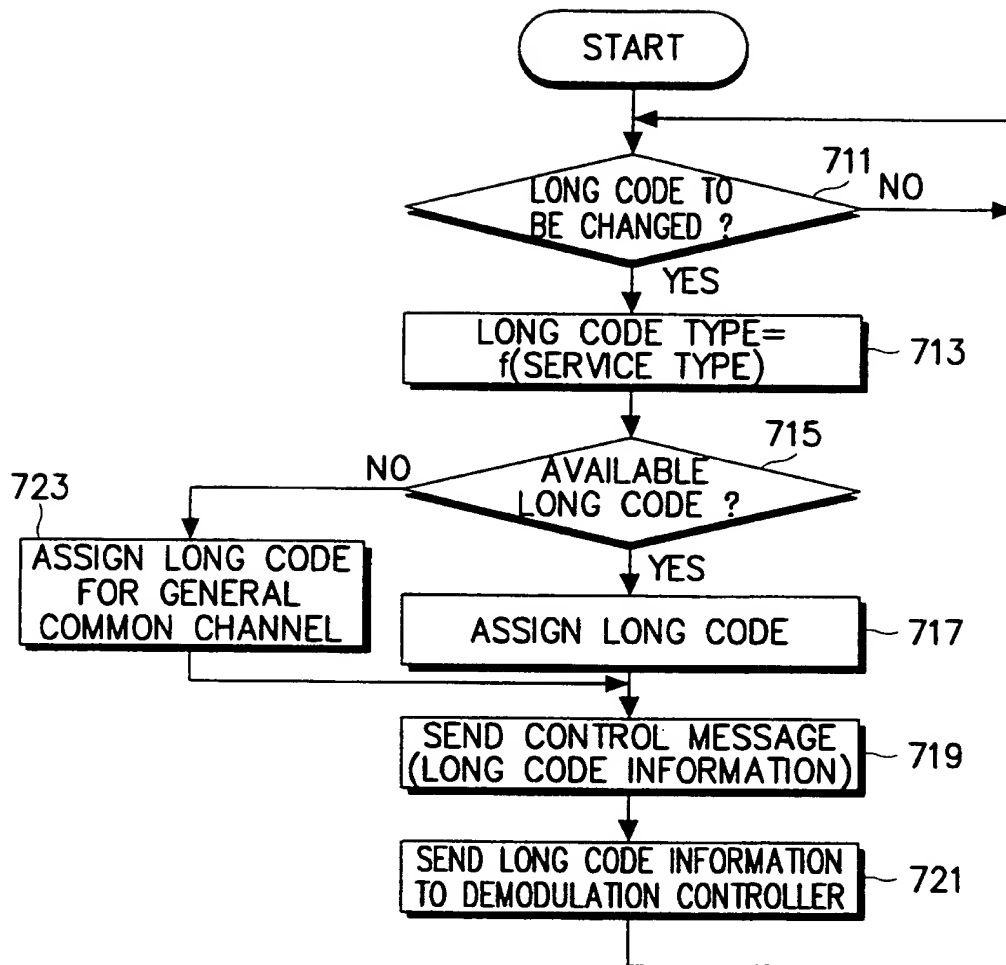 START
711
LONG CODE TO
BE CHANGED ?
NO
YES
LONG CODE TYPE=
f(SERVICE TYPE)
713
715
AVAILABLE
LONG CODE ?
NO
YES
723
ASSIGN LONG CODE
FOR GENERAL
COMMON CHANNEL
ASSIGN LONG CODE
717
SEND CONTROL MESSAGE
(LONG CODE INFORMATION)
719
SEND LONG CODE INFORMATION
TO DEMODULATION CONTROLLER
721